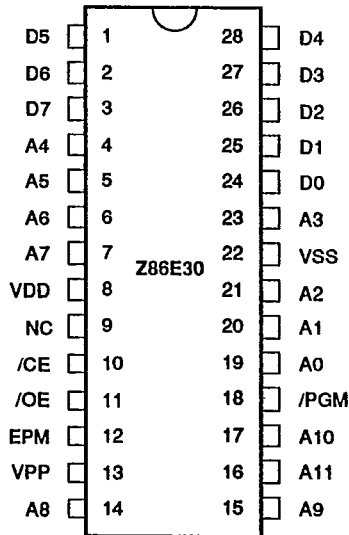 D5 1 28 D4
D6 2 27 D3
D7 3 26 D2
A4 4 25 D1
A5 5 24 D0
A6 6 23 A3
A7 7 22 VSS
Z86E30
VDD 8 21 A2
NC 9 20 A1
/CE 10 19 A0
/OE 11 18 /PGM
EPM 12 17 A10
VPP 13 16 A11
A8 14 15 A9